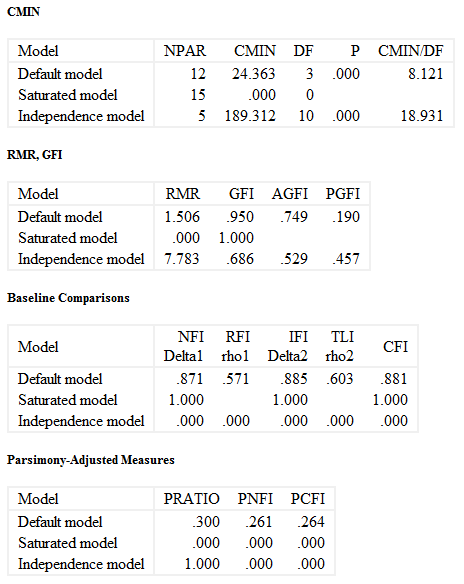 CMIN
Model NPAR CMIN DF P CMIN/DF
Default model 12 24.363 3 .000 8.121
Saturated model 15 .000 0
Independence model 5 189.312 10 .000 18.931
RMR, GFI
Model RMR GFI AGFI PGFI
Default model 1.506 .950 .749 .190
Saturated model .000 1.000
Independence model 7.783 .686 .529 .457
Baseline Comparisons
Model NFI Delta1 RFI rho1 IFI Delta2 TLI rho2 CFI
Default model .871 .571 .885 .603 .881
Saturated model 1.000 1.000 1.000
Independence model .000 .000 .000 .000 .000
Parsimony-Adjusted Measures
Model PRATIO PNFI PCFI
Default model .300 .261 .264
Saturated model .000 .000 .000
Independence model 1.000 .000 .000